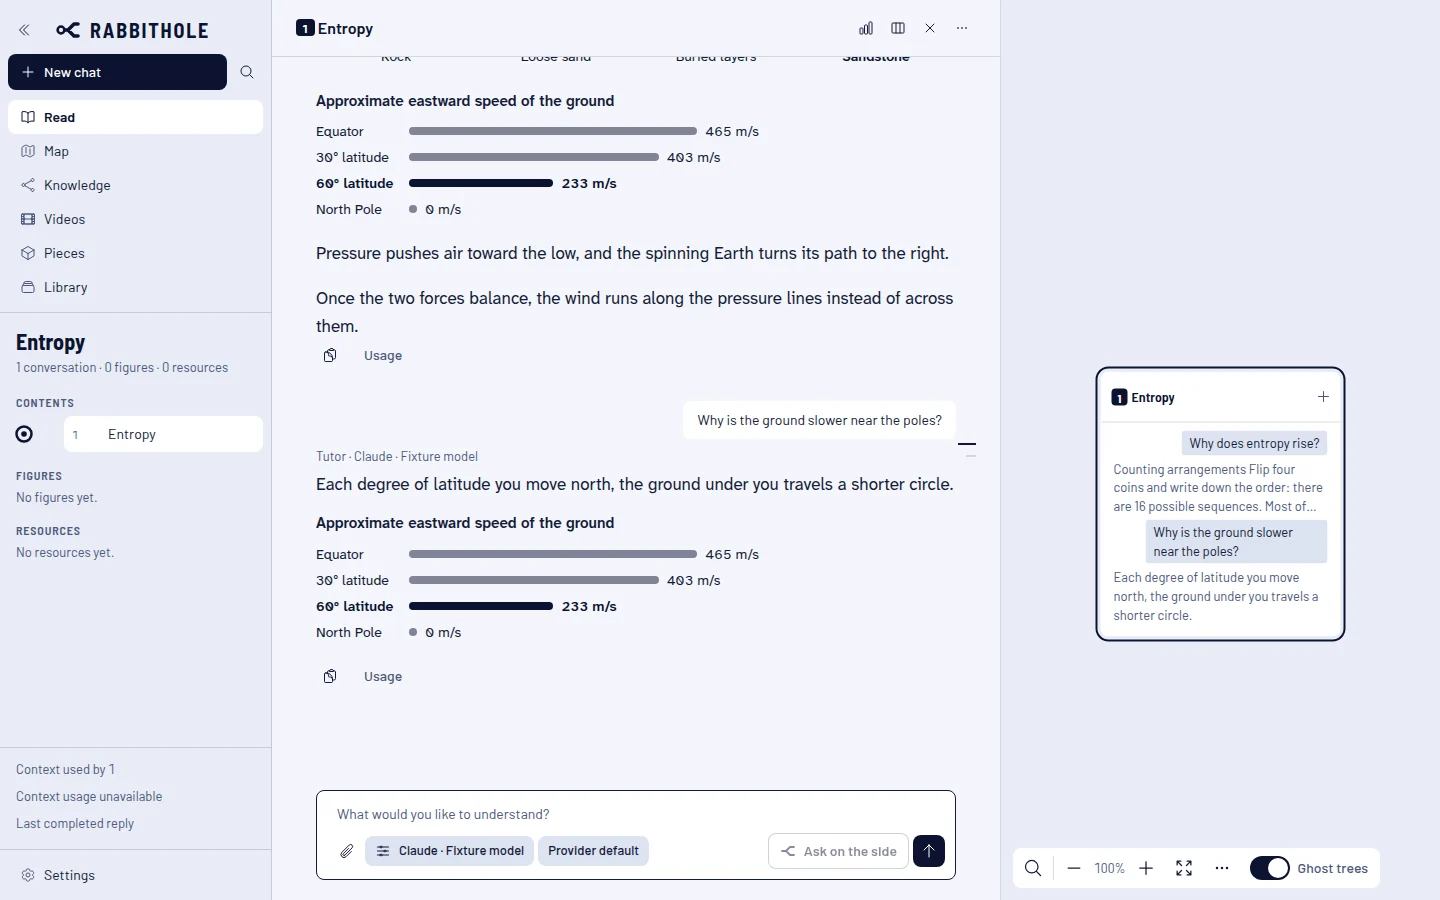 RABBITHOLE
New chat
Read
Map
Knowledge
Videos
Pieces
Library
Entropy
1 conversation · 0 figures · 0 resources
CONTENTS
1 Entropy
FIGURES
No figures yet.
RESOURCES
No resources yet.
Context used by 1
Context usage unavailable
Last completed reply
Settings
1 Entropy
Rock Loose sand Buried layers Sandstone
Approximate eastward speed of the ground
Equator 465 m/s
30° latitude 403 m/s
60° latitude 233 m/s
North Pole 0 m/s
Pressure pushes air toward the low, and the spinning Earth turns its path to the right.
Once the two forces balance, the wind runs along the pressure lines instead of across
them.
Usage
Why is the ground slower near the poles?
Tutor · Claude · Fixture model
Each degree of latitude you move north, the ground under you travels a shorter circle.
Approximate eastward speed of the ground
Equator 465 m/s
30° latitude 403 m/s
60° latitude 233 m/s
North Pole 0 m/s
Usage
What would you like to understand?
Claude · Fixture model
Provider default
Ask on the side
1 Entropy
Why does entropy rise?
Counting arrangements Flip four
coins and write down the order: there
are 16 possible sequences. Most of...
Why is the ground slower
near the poles?
Each degree of latitude you move
north, the ground under you travels a
shorter circle.
100%
Ghost trees